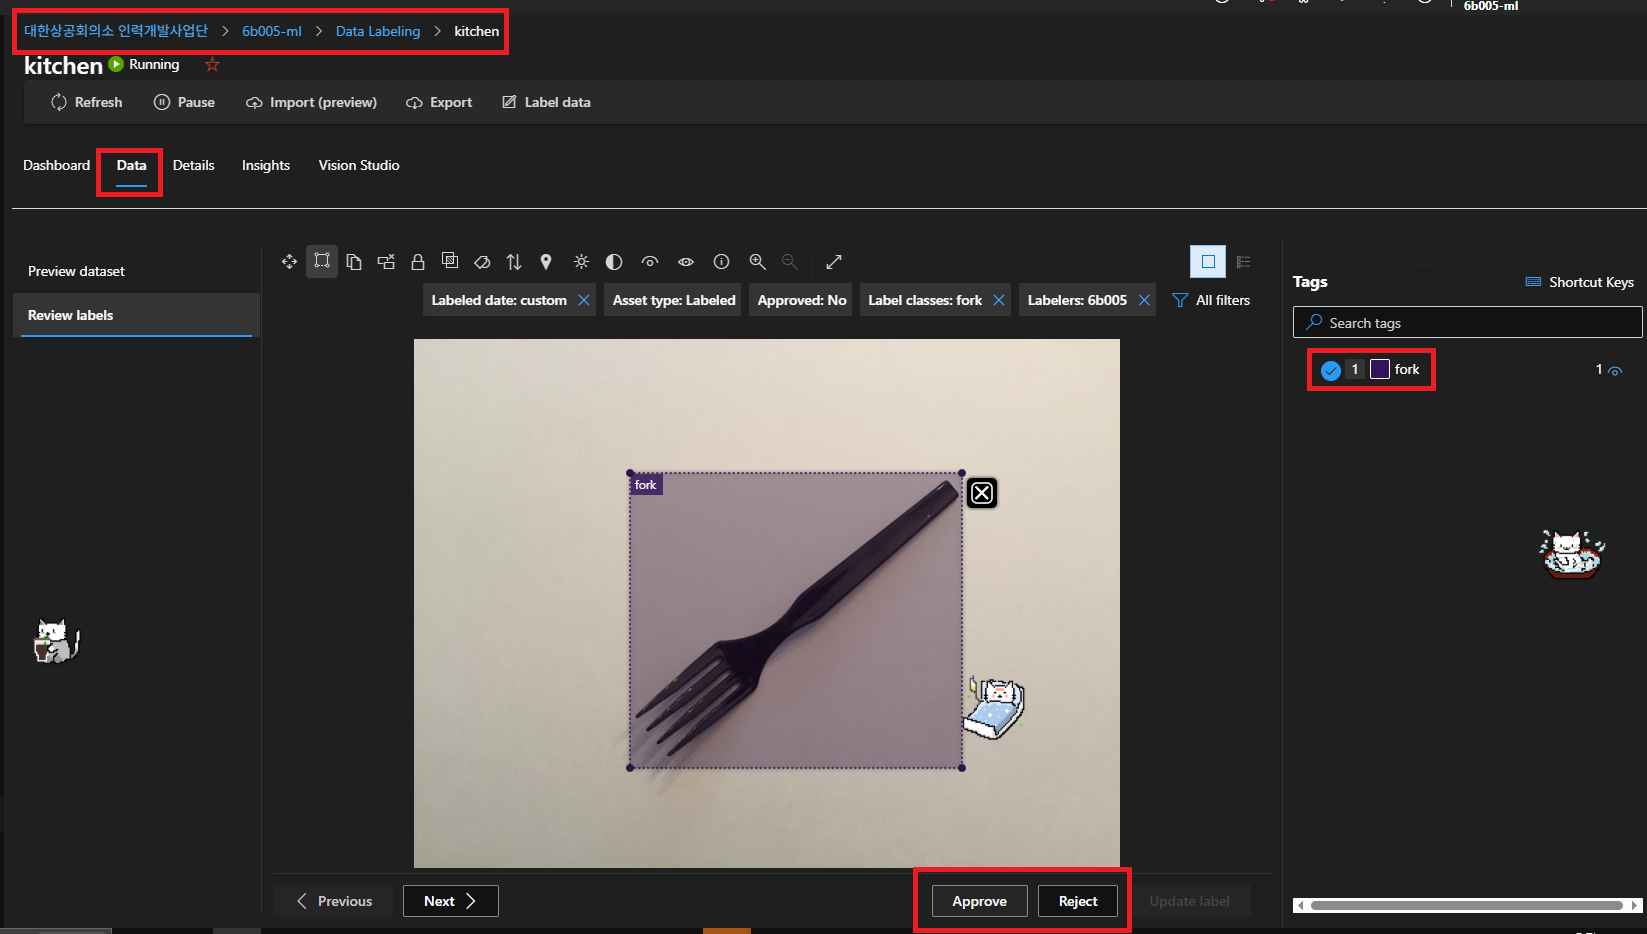 6b005-ml
대한상공회의소 인력개발사업단 > 6b005-ml > Data Labeling > kitchen
kitchen Running
Refresh Pause Import (preview) Export Label data
Dashboard Data Details Insights Vision Studio
Preview dataset
Review labels
Labeled date: custom Asset type: Labeled Approved: No Label classes: fork Labelers: 6b005 All filters
fork
Tags Shortcut Keys
Search tags
1 fork 1
Previous Next Approve Reject Update label